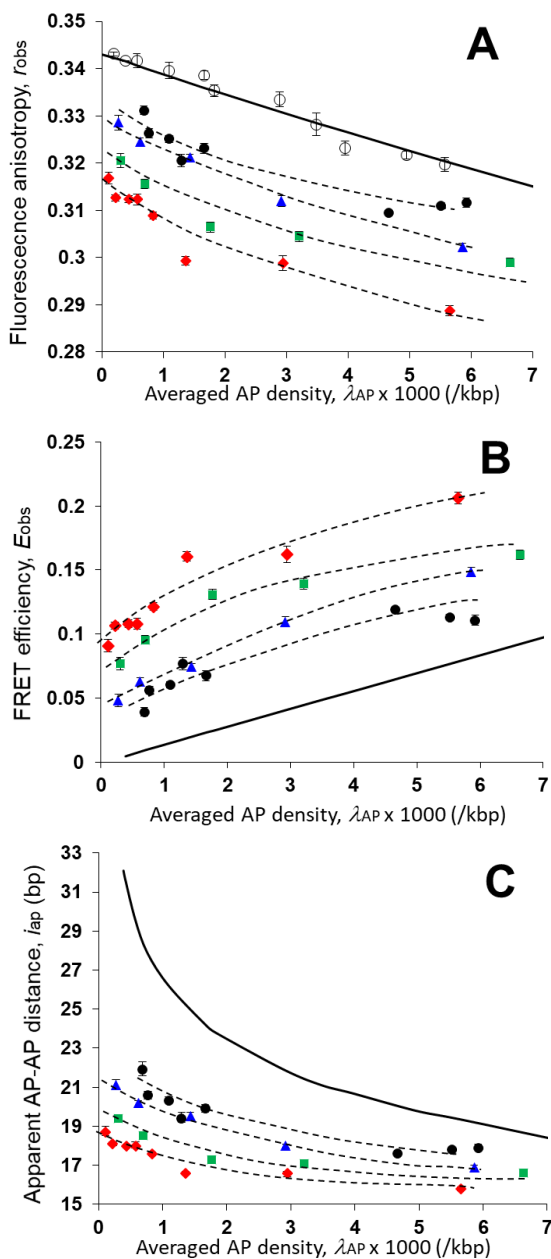 A
Fluorescecnce anisotropy, robs
0.35
0.34
0.33
0.32
0.31
0.3
0.29
0.28
0 1 2 3 4 5 6 7
Averaged AP density, λAP x 1000 (/kbp)
B
FRET efficiency, Eobs
0.25
0.2
0.15
0.1
0.05
0
0 1 2 3 4 5 6 7
Averaged AP density, λAP x 1000 (/kbp)
C
Apparent AP-AP distance, iap (bp)
33
31
29
27
25
23
21
19
17
15
0 1 2 3 4 5 6 7
Averaged AP density, λAP x 1000 (/kbp)